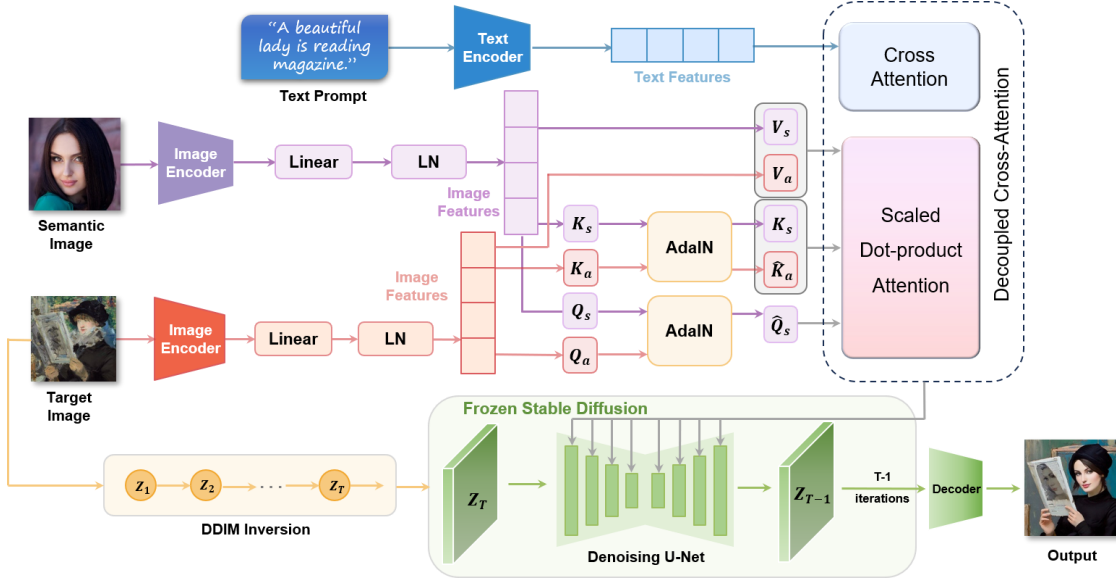 “A beautiful
lady is reading
magazine.”
Text Prompt
Text
Encoder
Text Features
Cross
Attention
Decoupled Cross-Attention
Semantic
Image
Image
Encoder
Linear
LN
Image
Features
V_s
V_a
K_s
K_a
AdaIN
K_s
K̂_a
Scaled
Dot-product
Attention
Q_s
Q_a
AdaIN
Q̂_s
Target
Image
Image
Encoder
Linear
LN
Image
Features
Z_1
Z_2
...
Z_T
DDIM Inversion
Frozen Stable Diffusion
Z_T
Denoising U-Net
Z_{T-1}
T-1
iterations
Decoder
Output